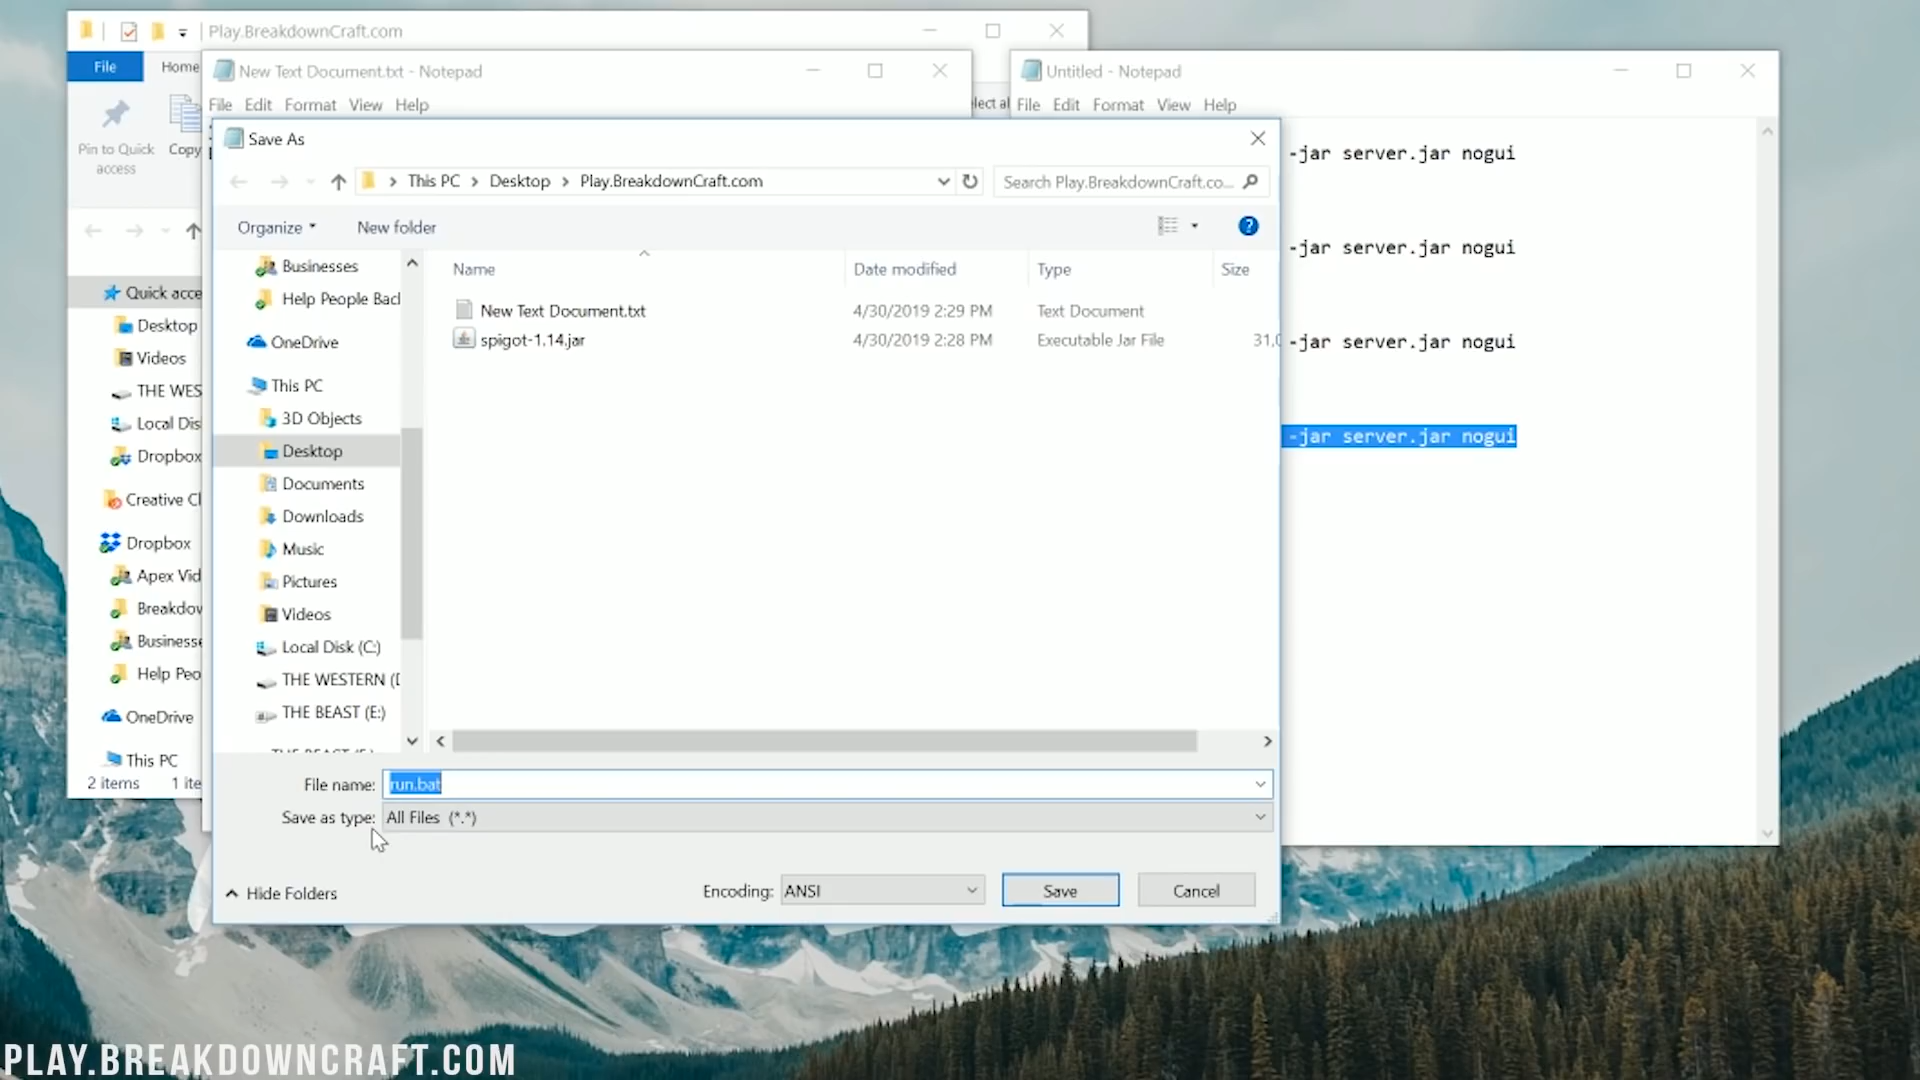 Play.BreakdownCraft.com
File
Home
Pin to Quick
access
Copy
New Text Document.txt - Notepad
File Edit Format View Help
Untitled - Notepad
File Edit Format View Help
Save As
This PC > Desktop > Play.BreakdownCraft.com
Search Play.BreakdownCraft.co...
Organize
New folder
Name
Date modified
Type
Size
New Text Document.txt
4/30/2019 2:29 PM
Text Document
spigot-1.14.jar
4/30/2019 2:28 PM
Executable Jar File
31,
Businesses
Help People Bacl
OneDrive
This PC
3D Objects
Desktop
Documents
Downloads
Music
Pictures
Videos
Local Disk (C:)
THE WESTERN (
THE BEAST (E:)
File name:
run.bat
Save as type:
All Files (*.*)
Hide Folders
Encoding:
ANSI
Save
Cancel
Quick acce
Desktop
Videos
THE WES
Local Dis
Dropbox
Creative Cl
Dropbox
Apex Vid
Breakdow
Businesse
Help Peo
OneDrive
This PC
2 items
1 ite
-jar server.jar nogui
-jar server.jar nogui
-jar server.jar nogui
-jar server.jar nogui
PLAY.BREAKDOWNCRAFT.COM